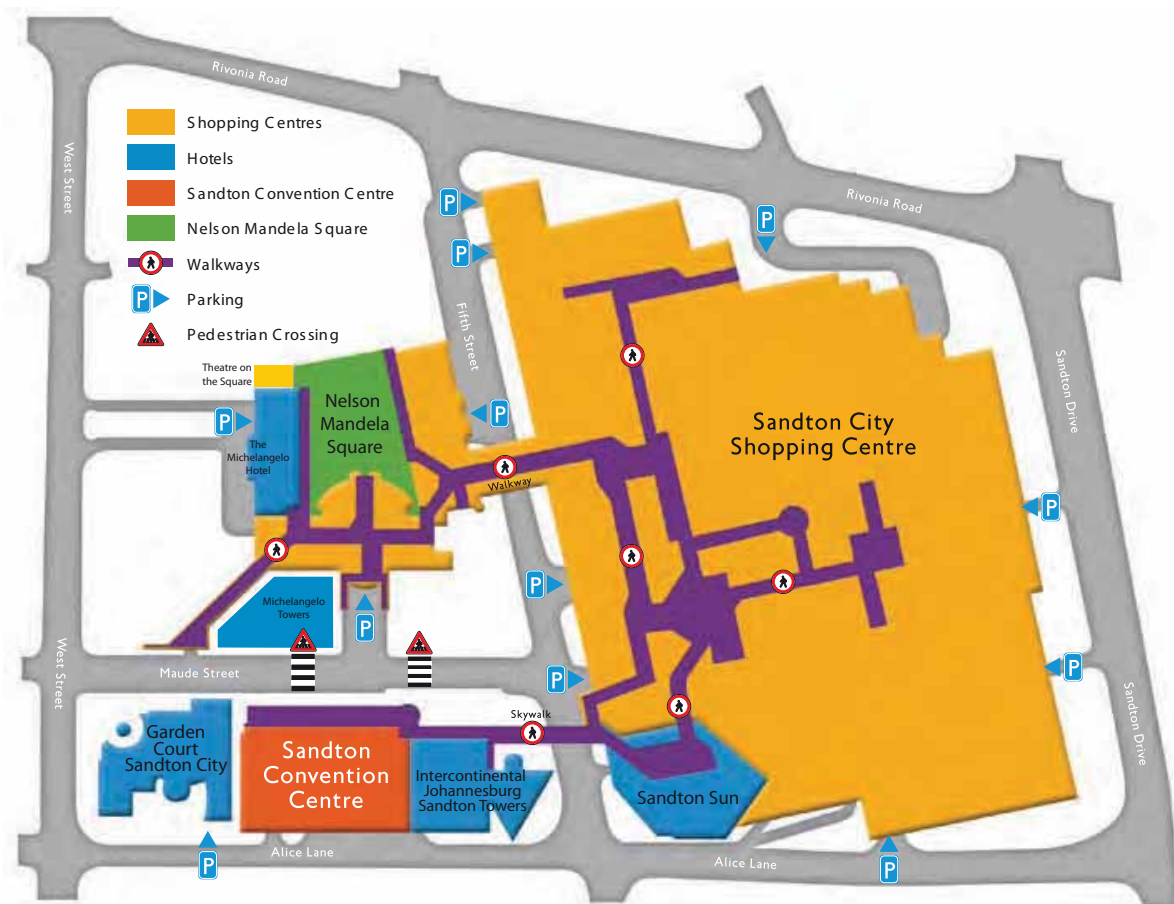 Rivonia Road
West Street
Shopping Centres
Hotels
Sandton Convention Centre
Nelson Mandela Square
Walkways
P
Parking
Pedestrian Crossing
P
P
P
Rivonia Road
Fifth Street
Sandton Drive
Theatre on
the Square
P
The
Michelangelo
Hotel
Nelson
Mandela
Square
P
Sandton City
Shopping Centre
Walkway
P
P
Michelangelo
Towers
P
West Street
Maude Street
P
P
Sandton Drive
Garden
Court
Sandton City
Sandton
Convention
Centre
Skywalk
Intercontinental
Johannesburg
Sandton Towers
Sandton Sun
P
Alice Lane
Alice Lane
P